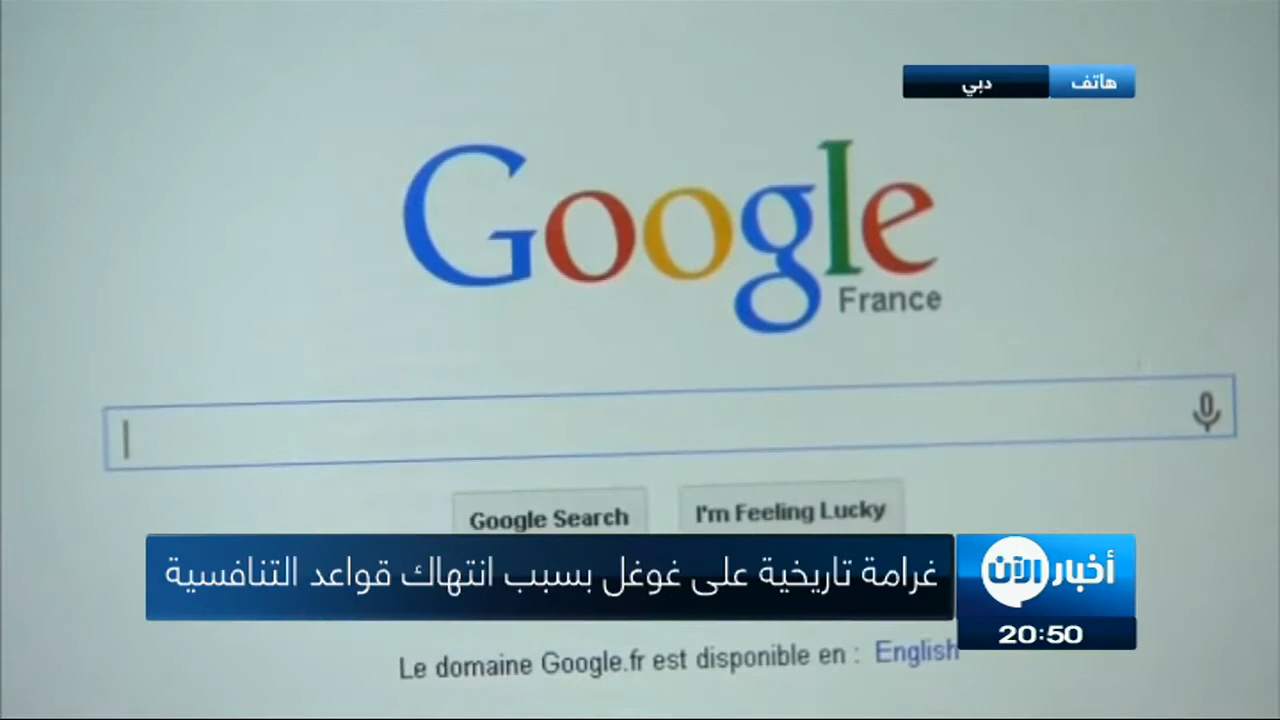 هاتف دبي
Google
France
Google Search I'm Feeling Lucky
غرامة تاريخية على غوغل بسبب انتهاك قواعد التنافسية
أخبار الآن
20:50
Le domaine Google.fr est disponible en : English